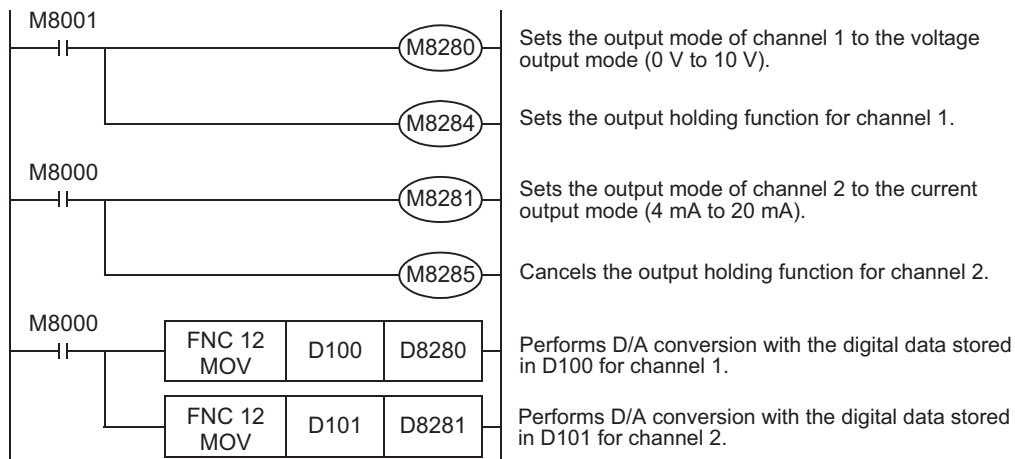 M8001
M8280
Sets the output mode of channel 1 to the voltage
output mode (0 V to 10 V).
M8284
Sets the output holding function for channel 1.
M8000
M8281
Sets the output mode of channel 2 to the current
output mode (4 mA to 20 mA).
M8285
Cancels the output holding function for channel 2.
M8000
FNC 12
MOV
D100
D8280
Performs D/A conversion with the digital data stored
in D100 for channel 1.
FNC 12
MOV
D101
D8281
Performs D/A conversion with the digital data stored
in D101 for channel 2.